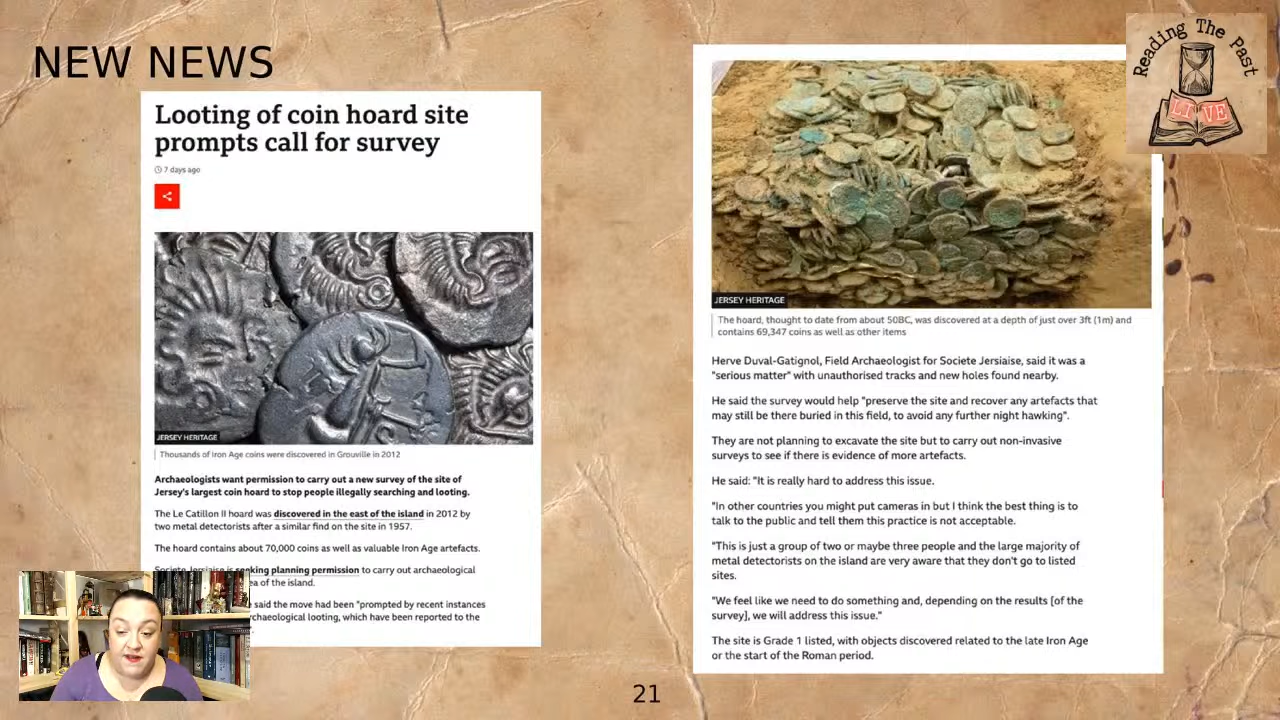 NEW NEWS
Looting of coin hoard site
prompts call for survey
7 days ago
JERSEY HERITAGE
Thousands of Iron Age coins were discovered in Grouville in 2012
Archaeologists want permission to carry out a new survey of the site of
Jersey's largest coin hoard to stop people illegally searching and looting.
The Le Catillon II hoard was discovered in the east of the island in 2012 by
two metal detectorists after a similar find on the site in 1957.
The hoard contains about 70,000 coins as well as valuable Iron Age artefacts.
Societe Jersiaise is seeking planning permission to carry out archaeological
ea of the island.
said the move had been "prompted by recent instances
rchaeological looting, which have been reported to the
JERSEY HERITAGE
The hoard, thought to date from about 50BC, was discovered at a depth of just over 3ft (1m) and
contains 69,347 coins as well as other items
Herve Duval-Gatignol, Field Archaeologist for Societe Jersiaise, said it was a
"serious matter" with unauthorised tracks and new holes found nearby.
He said the survey would help "preserve the site and recover any artefacts that
may still be there buried in this field, to avoid any further night hawking".
They are not planning to excavate the site but to carry out non-invasive
surveys to see if there is evidence of more artefacts.
He said: "It is really hard to address this issue.
"In other countries you might put cameras in but I think the best thing is to
talk to the public and tell them this practice is not acceptable.
"This is just a group of two or maybe three people and the large majority of
metal detectorists on the island are very aware that they don't go to listed
sites.
"We feel like we need to do something and, depending on the results [of the
survey], we will address this issue."
The site is Grade 1 listed, with objects discovered related to the late Iron Age
or the start of the Roman period.
Reading The Past
LIVE
21